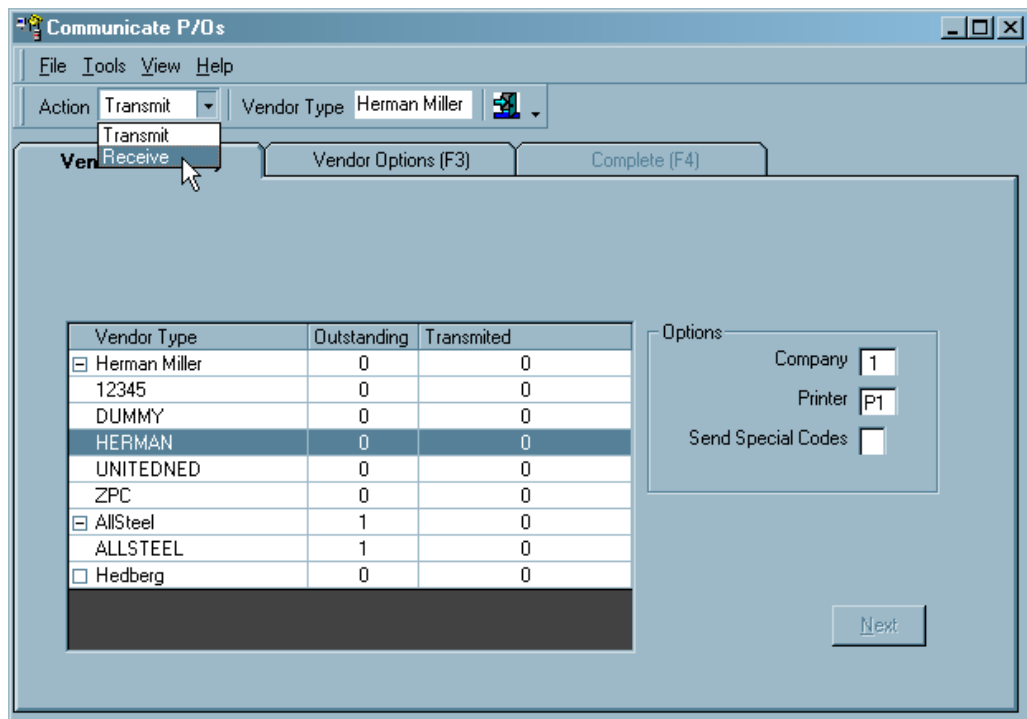 Communicate P/Os
File Tools View Help
Action Transmit Vendor Type Herman Miller
Transmit
Receive
Ven
Vendor Options (F3)
Complete (F4)
Vendor Type Outstanding Transmited
Herman Miller 0 0
12345 0 0
DUMMY 0 0
HERMAN 0 0
UNITEDNED 0 0
ZPC 0 0
AllSteel 1 0
ALLSTEEL 1 0
Hedberg 0 0
Options
Company 1
Printer P1
Send Special Codes
Next